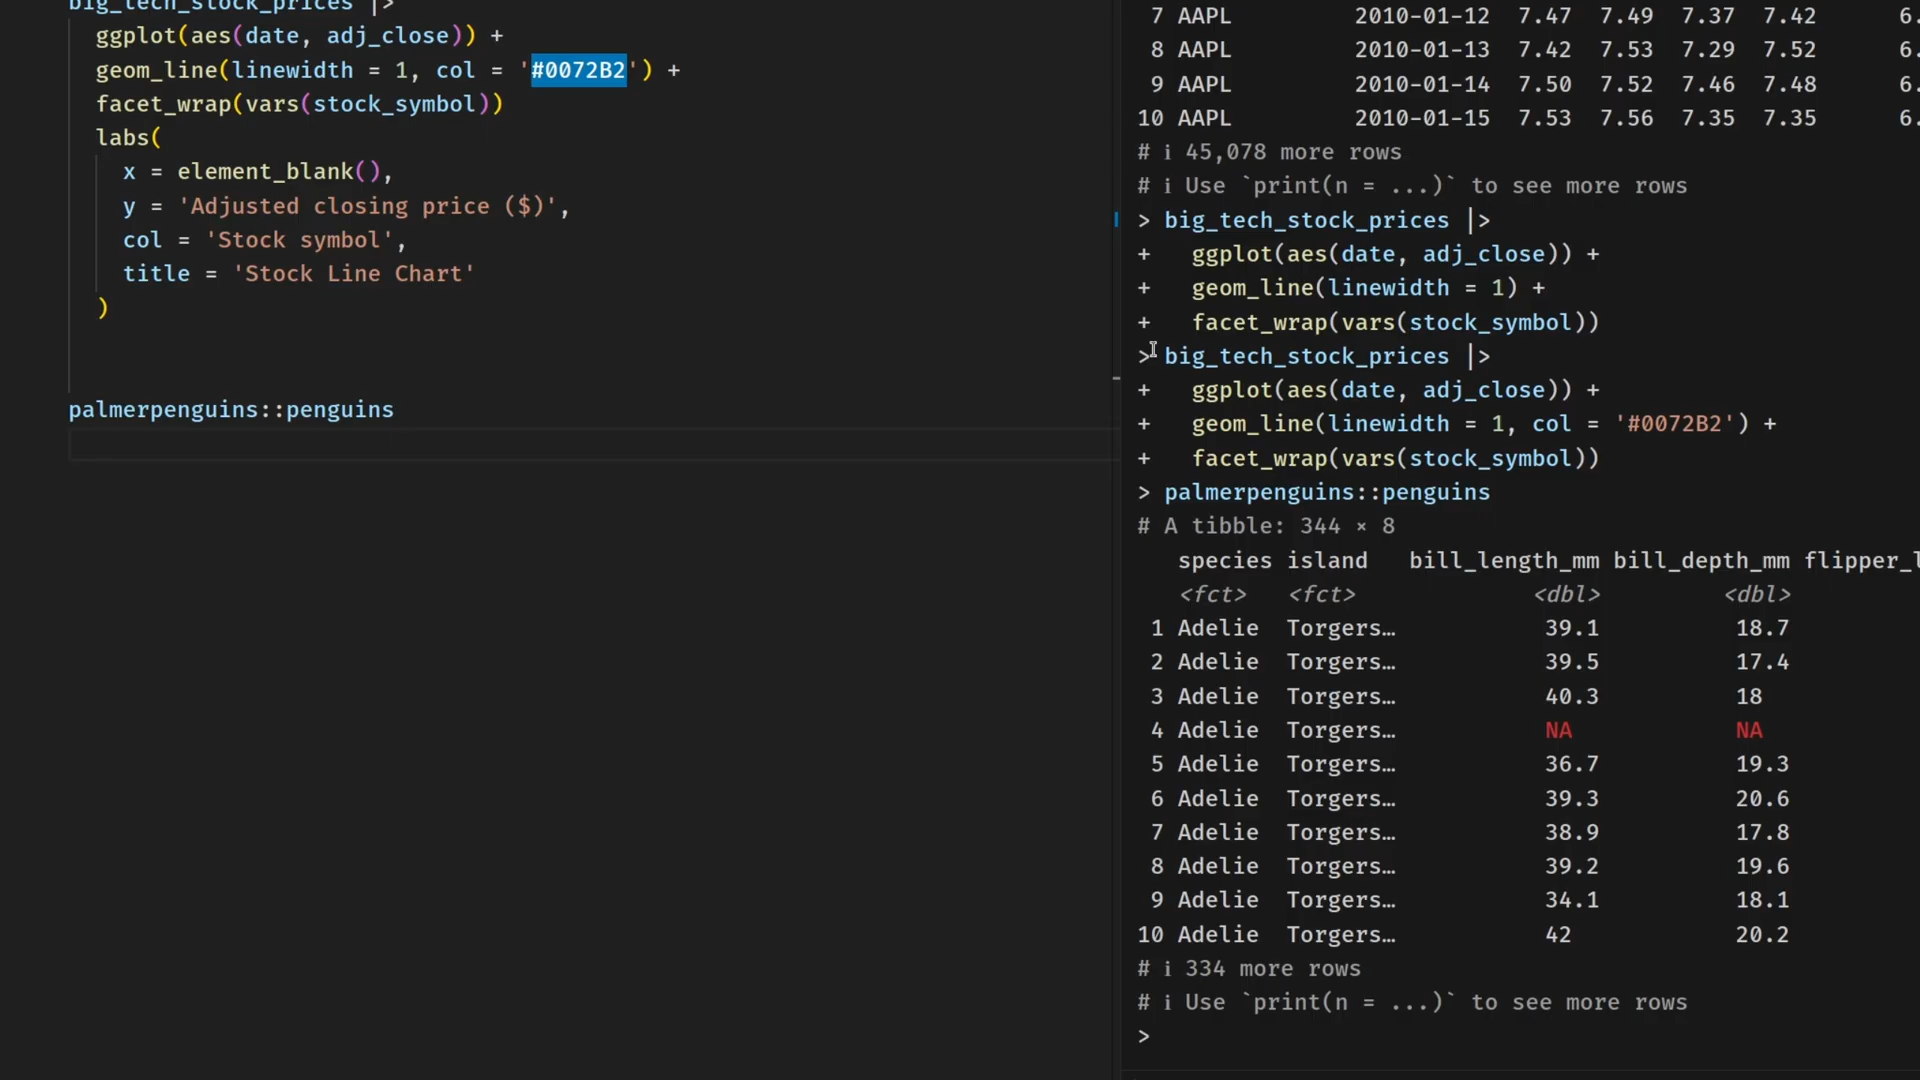 big_tech_stock_prices |>
ggplot(aes(date, adj_close)) +
geom_line(linewidth = 1, col = '#0072B2') +
facet_wrap(vars(stock_symbol))
labs(
x = element_blank(),
y = 'Adjusted closing price ($)',
col = 'Stock symbol',
title = 'Stock Line Chart'
)
palmerpenguins::penguins
7 AAPL 2010-01-12 7.47 7.49 7.37 7.42 6.
8 AAPL 2010-01-13 7.42 7.53 7.29 7.52 6.
9 AAPL 2010-01-14 7.50 7.52 7.46 7.48 6.
10 AAPL 2010-01-15 7.53 7.56 7.35 7.35 6.
# ℹ 45,078 more rows
# ℹ Use `print(n = ...)` to see more rows
> big_tech_stock_prices |>
+ ggplot(aes(date, adj_close)) +
+ geom_line(linewidth = 1) +
+ facet_wrap(vars(stock_symbol))
> big_tech_stock_prices |>
+ ggplot(aes(date, adj_close)) +
+ geom_line(linewidth = 1, col = '#0072B2') +
+ facet_wrap(vars(stock_symbol))
> palmerpenguins::penguins
# A tibble: 344 × 8
species island bill_length_mm bill_depth_mm flipper_l
<fct> <fct> <dbl> <dbl>
1 Adelie Torgers… 39.1 18.7
2 Adelie Torgers… 39.5 17.4
3 Adelie Torgers… 40.3 18
4 Adelie Torgers… NA NA
5 Adelie Torgers… 36.7 19.3
6 Adelie Torgers… 39.3 20.6
7 Adelie Torgers… 38.9 17.8
8 Adelie Torgers… 39.2 19.6
9 Adelie Torgers… 34.1 18.1
10 Adelie Torgers… 42 20.2
# ℹ 334 more rows
# ℹ Use `print(n = ...)` to see more rows
>